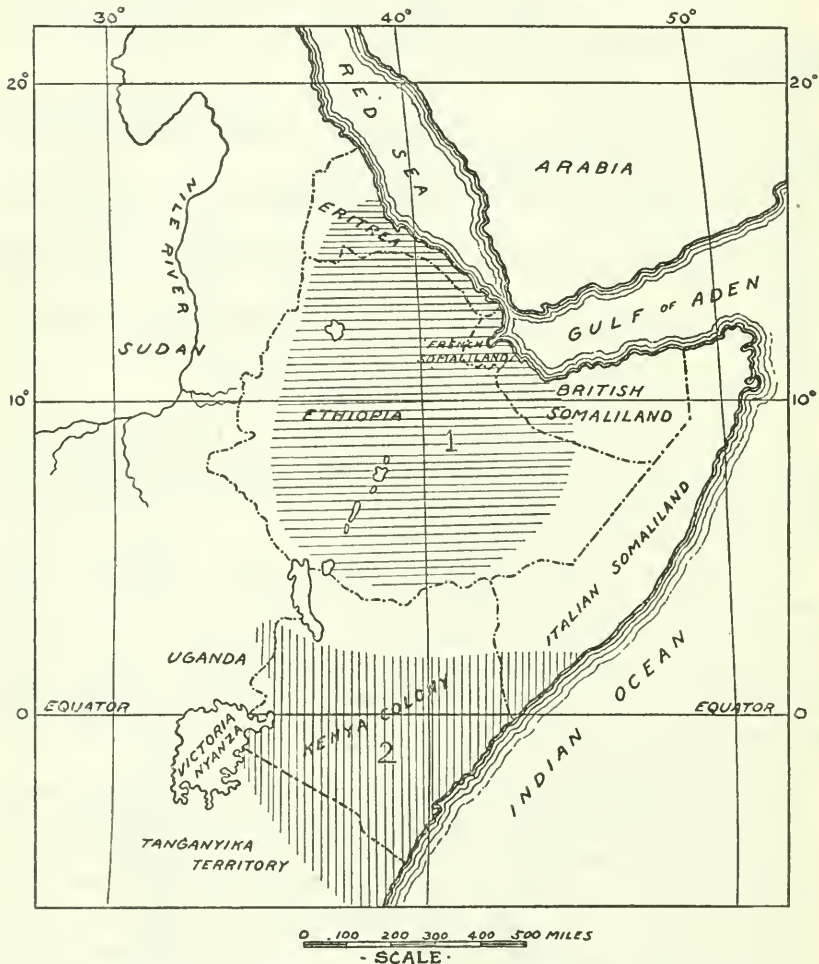 30° 40° 50°
20° 20°
RED
SEA
ARABIA
NILE RIVER
ERITREA
GULF OF ADEN
SUDAN
FRENCH
SOMALILAND
BRITISH
SOMALILAND
10° 10°
ETHIOPIA
1
ITALIAN SOMALILAND
UGANDA
INDIAN OCEAN
EQUATOR EQUATOR
0 0
KENYA COLONY
VICTORIA
NYANZA
2
TANGANYIKA
TERRITORY
0 100 200 300 400 500 MILES
- SCALE -